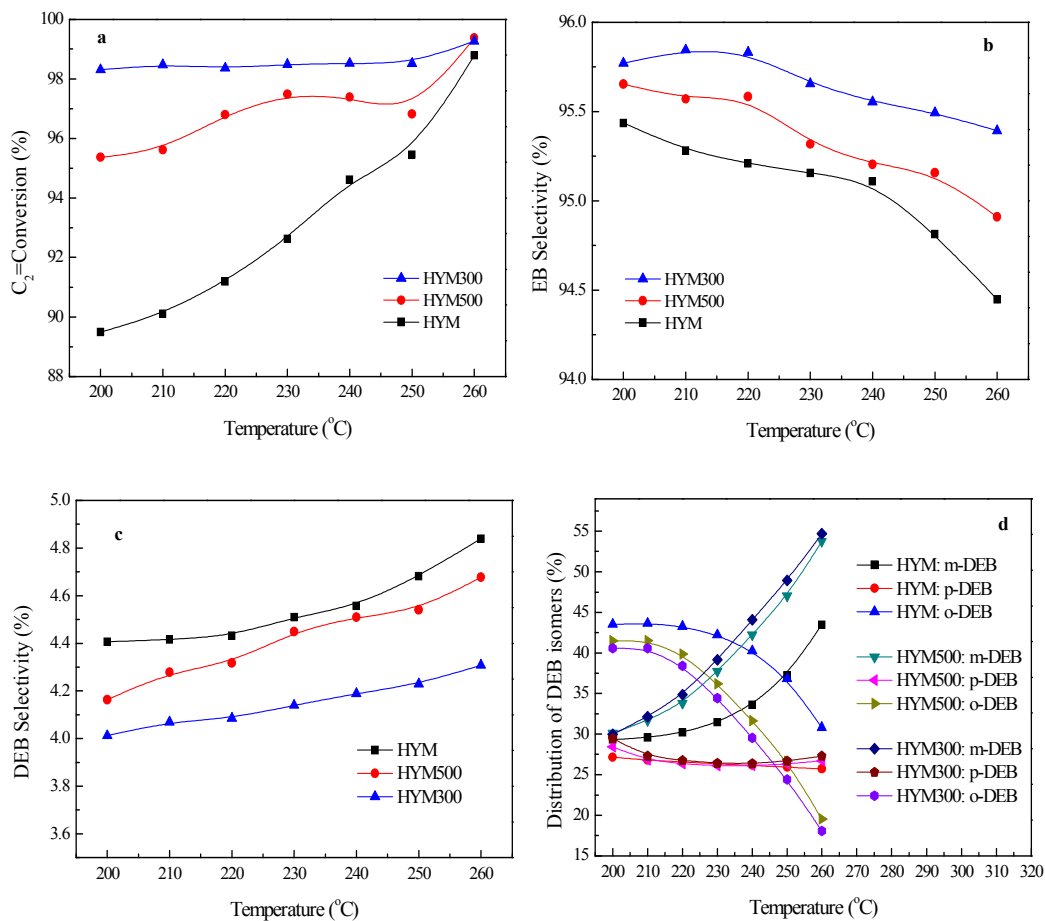 a
C₂=Conversion (%)
100
98
96
94
92
90
88
HYM300
HYM500
HYM
200 210 220 230 240 250 260
Temperature (°C)
b
EB Selectivity (%)
96.0
95.5
95.0
94.5
94.0
HYM300
HYM500
HYM
200 210 220 230 240 250 260
Temperature (°C)
c
DEB Selectivity (%)
5.0
4.8
4.6
4.4
4.2
4.0
3.8
3.6
HYM
HYM500
HYM300
200 210 220 230 240 250 260
Temperature (°C)
d
Distribution of DEB isomers (%)
55
50
45
40
35
30
25
20
15
HYM: m-DEB
HYM: p-DEB
HYM: o-DEB
HYM500: m-DEB
HYM500: p-DEB
HYM500: o-DEB
HYM300: m-DEB
HYM300: p-DEB
HYM300: o-DEB
200 210 220 230 240 250 260 270 280 290 300 310 320
Temperature (°C)